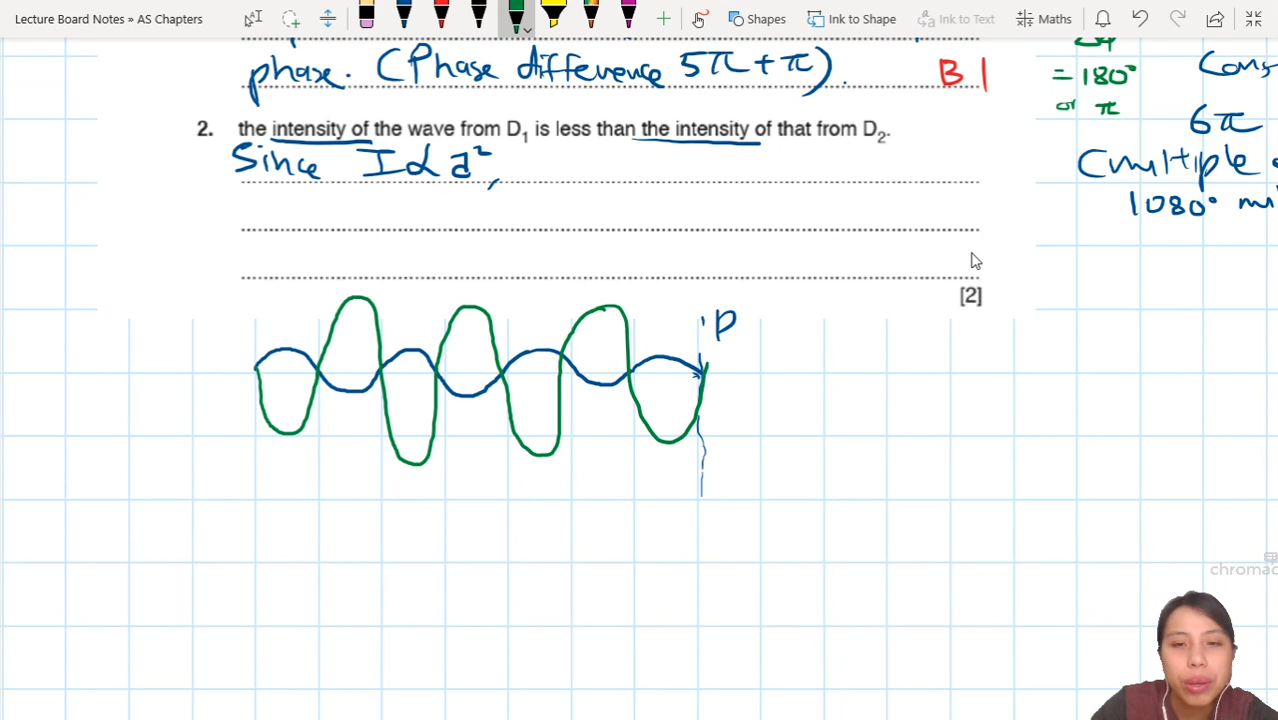 Lecture Board Notes » AS Chapters
Shapes
Ink to Shape
Ink to Text
Maths
phase. (Phase difference 5π + π).
B1
= 180°
or π
6π
(multiple
1080°
2. the intensity of the wave from D1 is less than the intensity of that from D2.
Since I α a²,
[2]
P